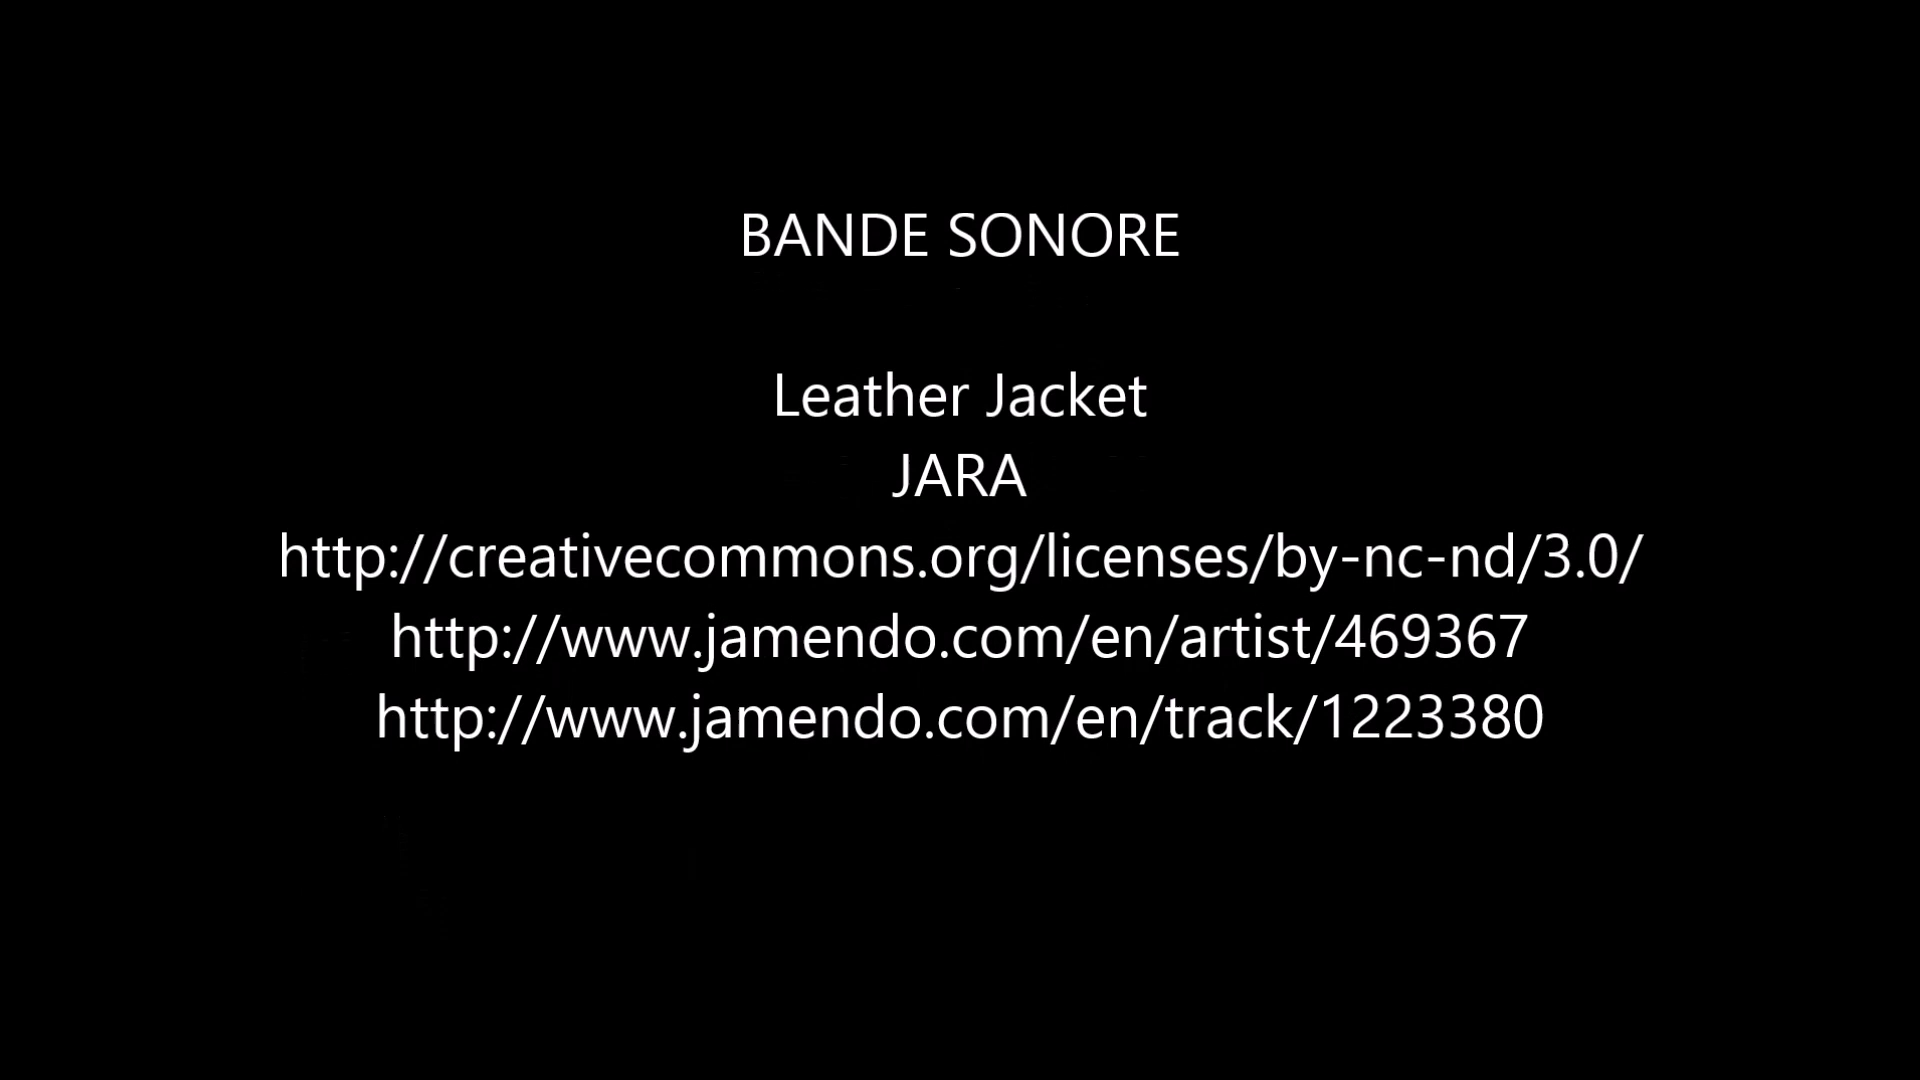 BANDE SONORE
Leather Jacket
JARA
http://creativecommons.org/licenses/by-nc-nd/3.0/
http://www.jamendo.com/en/artist/469367
http://www.jamendo.com/en/track/1223380